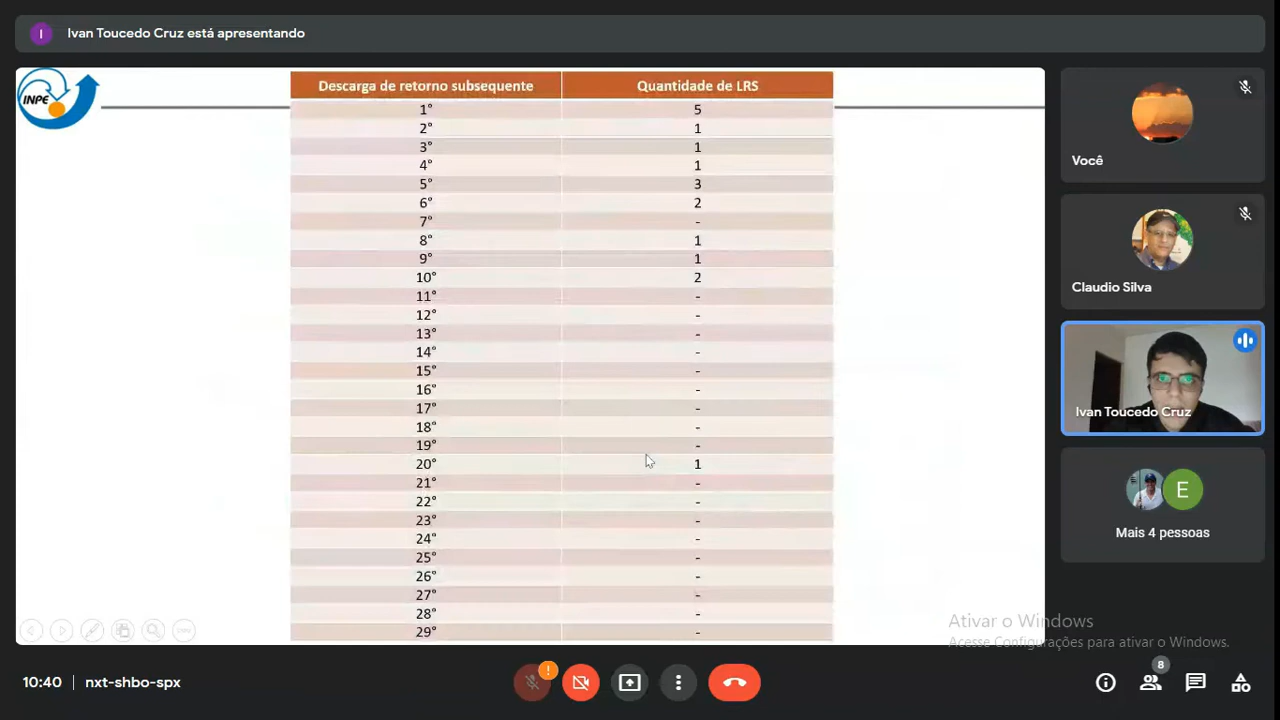 I Ivan Toucedo Cruz está apresentando
INPE
Descarga de retorno subsequente Quantidade de LRS
1° 5
2° 1
3° 1
4° 1
5° 3
6° 2
7° -
8° 1
9° 1
10° 2
11° -
12° -
13° -
14° -
15° -
16° -
17° -
18° -
19° -
20° 1
21° -
22° -
23° -
24° -
25° -
26° -
27° -
28° -
29° -
Você
Claudio Silva
Ivan Toucedo Cruz
E
Mais 4 pessoas
Ativar o Windows
Acesse Configurações para ativar o Windows.
10:40 | nxt-shbo-spx
!
8